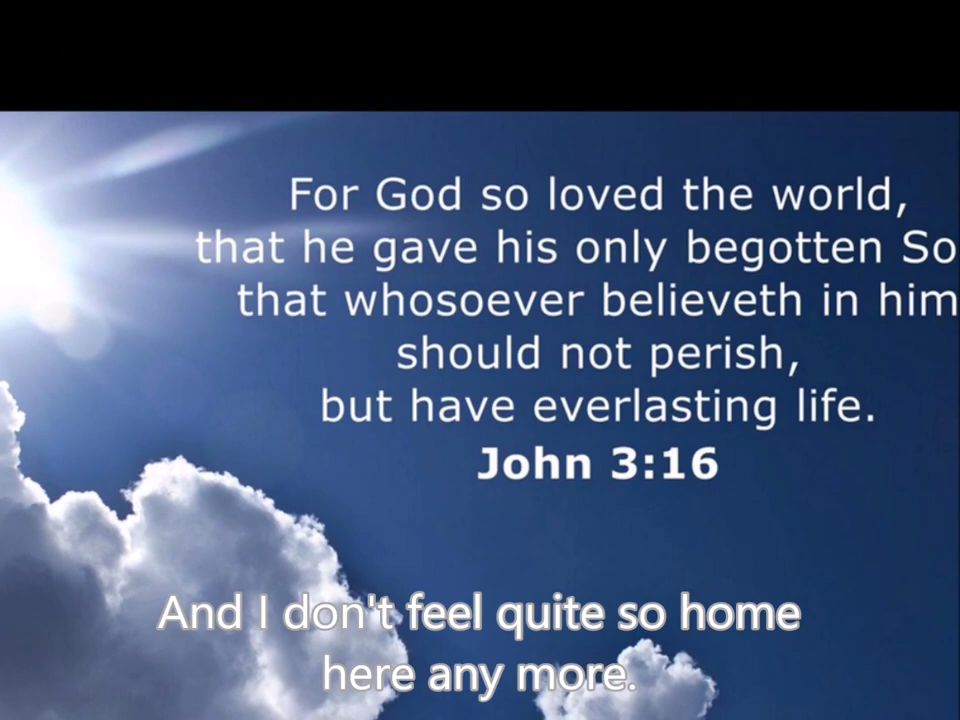 For God so loved the world,
that he gave his only begotten So
that whosoever believeth in him
should not perish,
but have everlasting life.
John 3:16
And I don't feel quite so home
here any more.